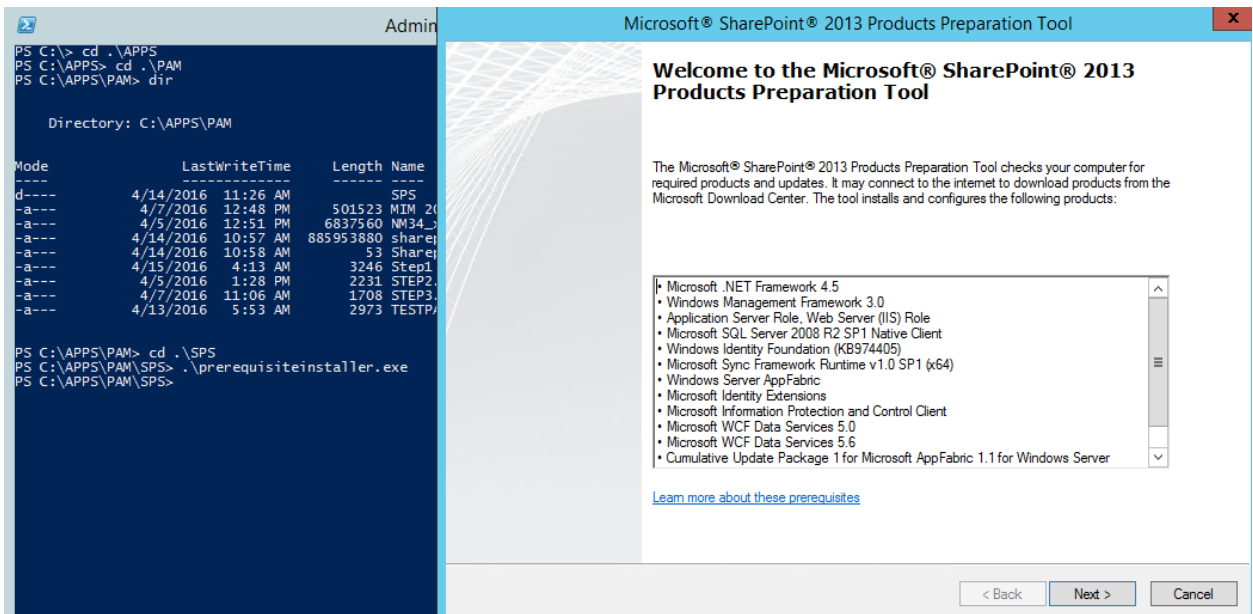 Admin
PS C:\> cd .\APPS
PS C:\APPS> cd .\PAM
PS C:\APPS\PAM> dir
Directory: C:\APPS\PAM
Mode LastWriteTime Length Name
---- ------------- ------ ----
d---- 4/14/2016 11:26 AM SPS
-a--- 4/7/2016 12:48 PM 501523 MIM
-a--- 4/5/2016 12:51 PM 6837560
-a--- 4/14/2016 10:57 AM 885953880
-a--- 4/14/2016 10:58 AM 53
-a--- 4/15/2016 4:13 AM 3246 Step1
-a--- 4/5/2016 1:28 PM 2231 STEP2.
-a--- 4/7/2016 11:06 AM 1708 STEP3.
-a--- 4/13/2016 5:53 AM 2973
PS C:\APPS\PAM> cd .\SPS
PS C:\APPS\PAM\SPS> .\prerequisiteinstaller.exe
PS C:\APPS\PAM\SPS>
Microsoft® SharePoint® 2013 Products Preparation Tool
x
Welcome to the Microsoft® SharePoint® 2013
Products Preparation Tool
The Microsoft® SharePoint® 2013 Products Preparation Tool checks your computer for
required products and updates. It may connect to the internet to download products from the
Microsoft Download Center. The tool installs and configures the following products:
• Microsoft .NET Framework 4.5
• Windows Management Framework 3.0
• Application Server Role, Web Server (IIS) Role
• Microsoft SQL Server 2008 R2 SP1 Native Client
• Windows Identity Foundation (KB974405)
• Microsoft Sync Framework Runtime v1.0 SP1 (x64)
• Windows Server AppFabric
• Microsoft Identity Extensions
• Microsoft Information Protection and Control Client
• Microsoft WCF Data Services 5.0
• Microsoft WCF Data Services 5.6
• Cumulative Update Package 1 for Microsoft AppFabric 1.1 for Windows Server
Learn more about these prerequisites
< Back Next > Cancel